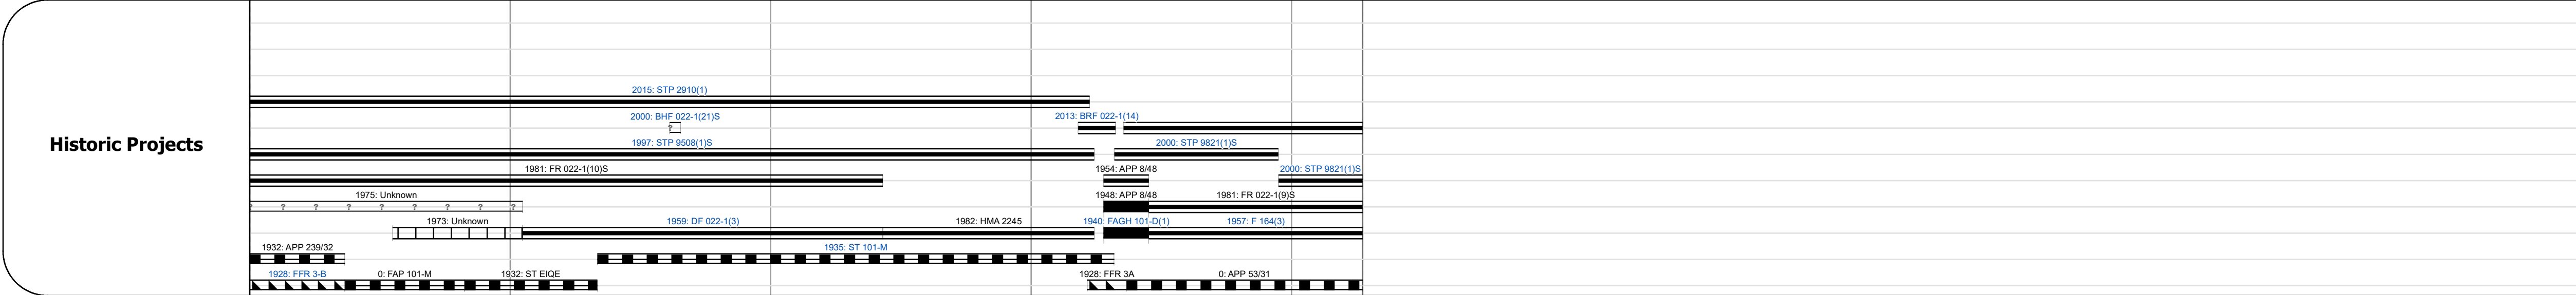 2015: STP 2910(1)
2000: BHF 022-1(21)S
2013: BRF 022-1(14)
?
Historic Projects
1997: STP 9508(1)S
2000: STP 9821(1)S
1981: FR 022-1(10)S
1954: APP 8/48
2000: STP 9821(1)S
1975: Unknown
1948: APP 8/48
1981: FR 022-1(9)S
? ? ? ? ? ? ? ? ?
1973: Unknown
1959: DF 022-1(3)
1982: HMA 2245
1940: FAGH 101-D(1)
1957: F 164(3)
1932: APP 239/32
1935: ST 101-M
1928: FFR 3-B
0: FAP 101-M
1932: ST EIQE
1928: FFR 3A
0: APP 53/31